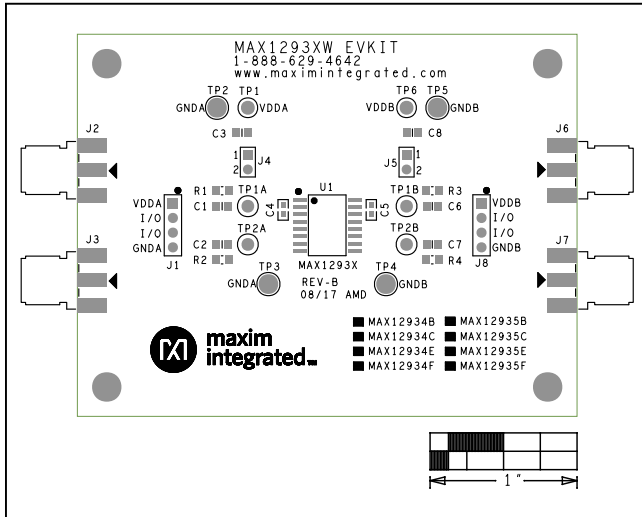 MAX1293XW EVKIT
1-888-629-4642
www.maximintegrated.com
TP2 TP1 TP6 TP5
GNDA VDDA VDDB GNDB
C3 C8
J2 J6
1 J4 J5 1
2 2
R1 TP1A U1 TP1B R3
VDDA C1 C4 C5 C6 VDDB
I/O I/O
I/O TP2A TP2B I/O
GNDA C2 C7 GNDB
J3 J1 R2 R4 J8 J7
TP3 MAX1293X TP4
GNDA REV-B GNDB
08/17 AMD
MAX12934B MAX12935B
MAX12934C MAX12935C
MAX12934E MAX12935E
MAX12934F MAX12935F
maxim
integrated™
1"